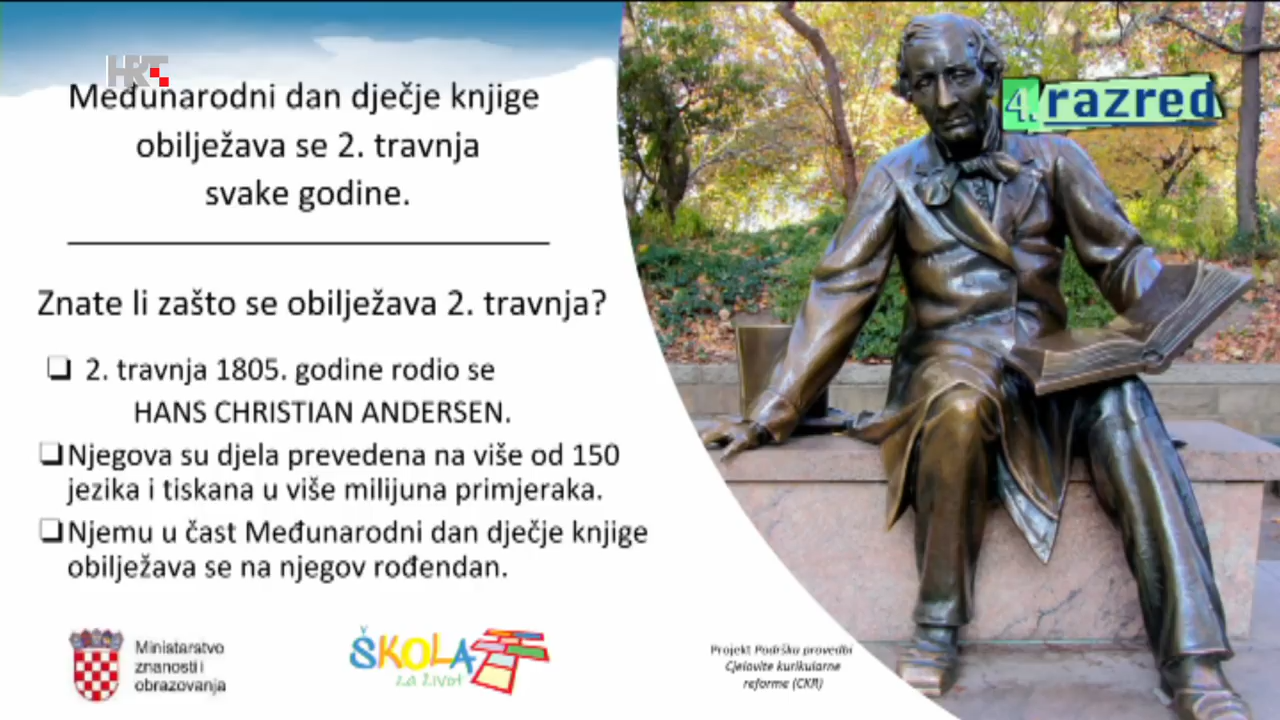 HRT
Međunarodni dan dječje knjige
obilježava se 2. travnja
svake godine.
4. razred
Znate li zašto se obilježava 2. travnja?
2. travnja 1805. godine rodio se
HANS CHRISTIAN ANDERSEN.
Njegova su djela prevedena na više od 150
jezika i tiskana u više milijuna primjeraka.
Njemu u čast Međunarodni dan dječje knjige
obilježava se na njegov rođendan.
Ministarstvo
znanosti i
obrazovanja
ŠKOLA
za život
Projekt Podrška provedbi
Cjelovite kurikularne
reforme (CKR)